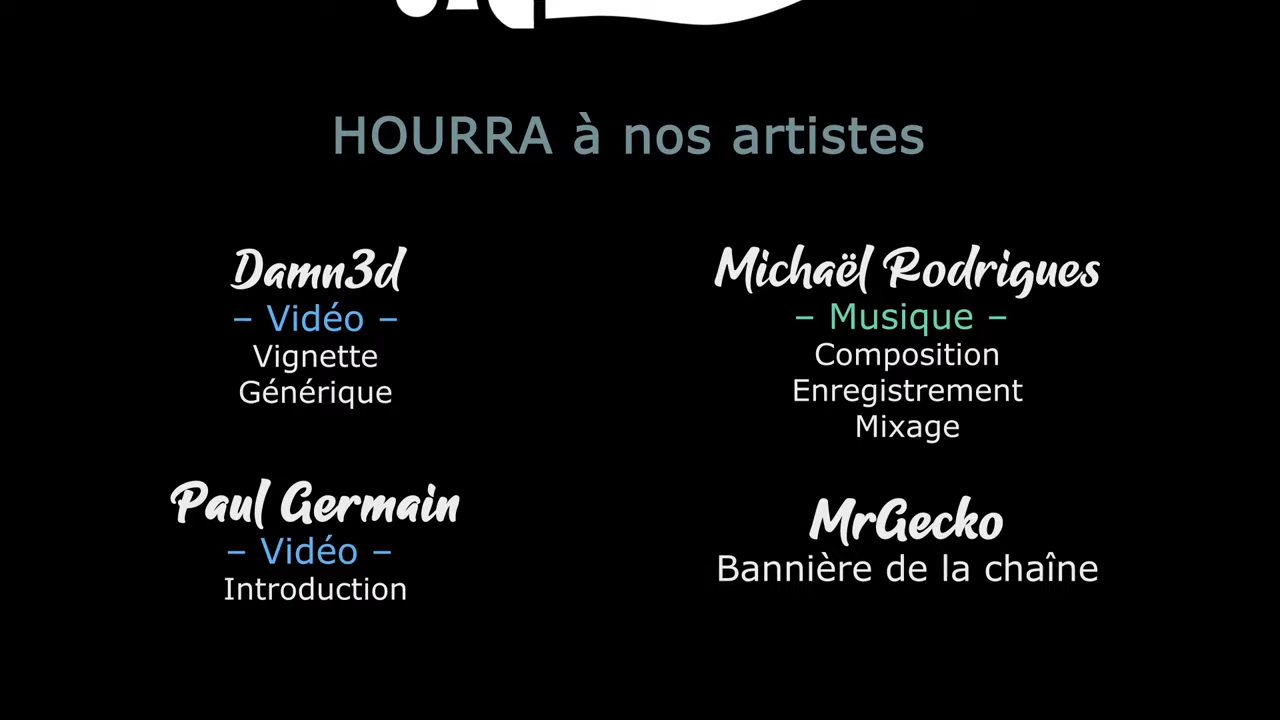 HOURRA à nos artistes
Damn3d
– Vidéo –
Vignette
Générique
Michaël Rodrigues
– Musique –
Composition
Enregistrement
Mixage
Paul Germain
– Vidéo –
Introduction
MrGecko
Bannière de la chaîne